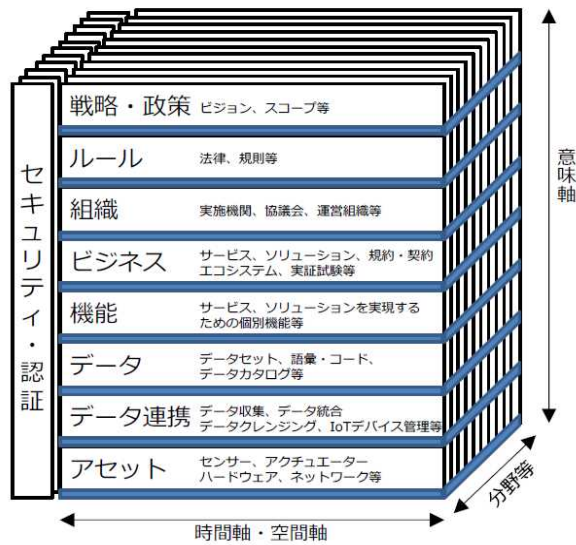 セキュリティ・認証
戦略・政策 ビジョン、スコープ等
ルール 法律、規則等
組織 実施機関、協議会、運営組織等
ビジネス サービス、ソリューション、規約・契約
エコシステム、実証試験等
機能 サービス、ソリューションを実現する
ための個別機能等
データ データセット、語彙・コード、
データカタログ等
データ連携 データ収集、データ統合
データクレンジング、IoTデバイス管理等
アセット センサー、アクチュエーター
ハードウェア、ネットワーク等
意味軸
分野等
時間軸・空間軸